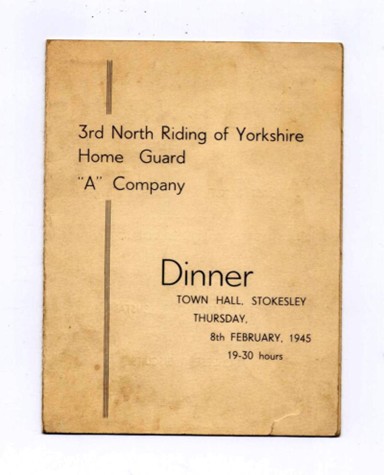 3rd North Riding of Yorkshire
Home Guard
"A" Company
Dinner
TOWN HALL, STOKESLEY
THURSDAY,
8th FEBRUARY, 1945
19-30 hours